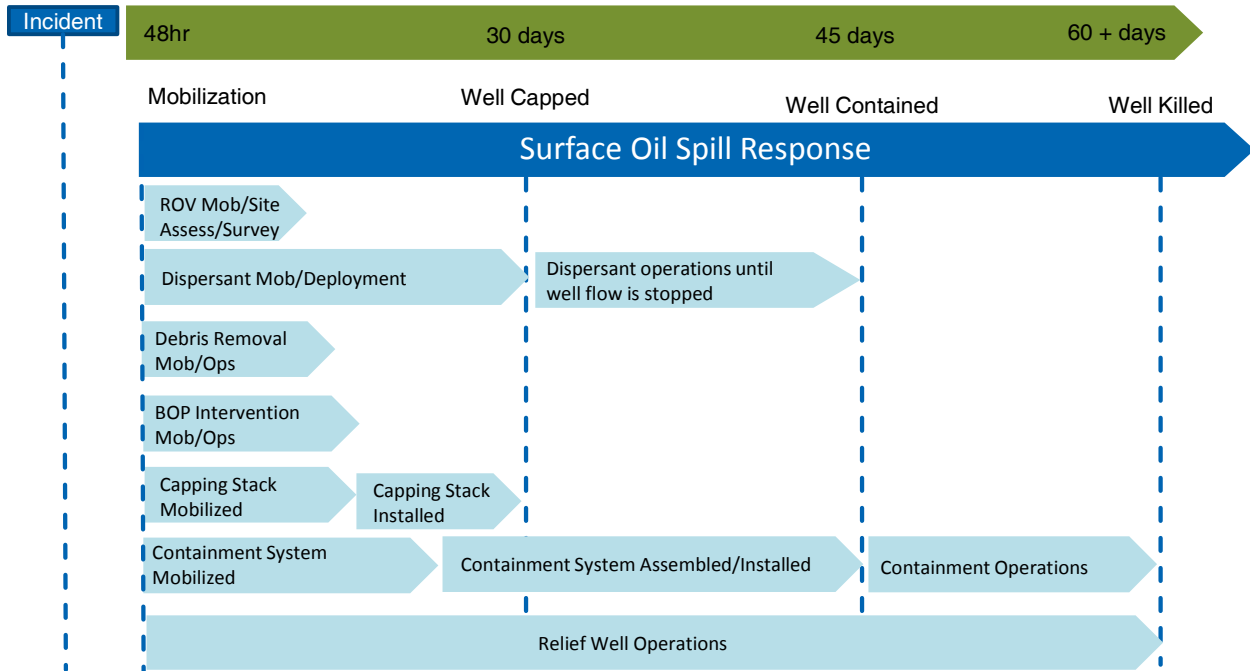 Incident
48hr
30 days
45 days
60 + days
Mobilization
Well Capped
Well Contained
Well Killed
Surface Oil Spill Response
ROV Mob/Site
Assess/Survey
Dispersant Mob/Deployment
Dispersant operations until
well flow is stopped
Debris Removal
Mob/Ops
BOP Intervention
Mob/Ops
Capping Stack
Mobilized
Capping Stack
Installed
Containment System
Mobilized
Containment System Assembled/Installed
Containment Operations
Relief Well Operations